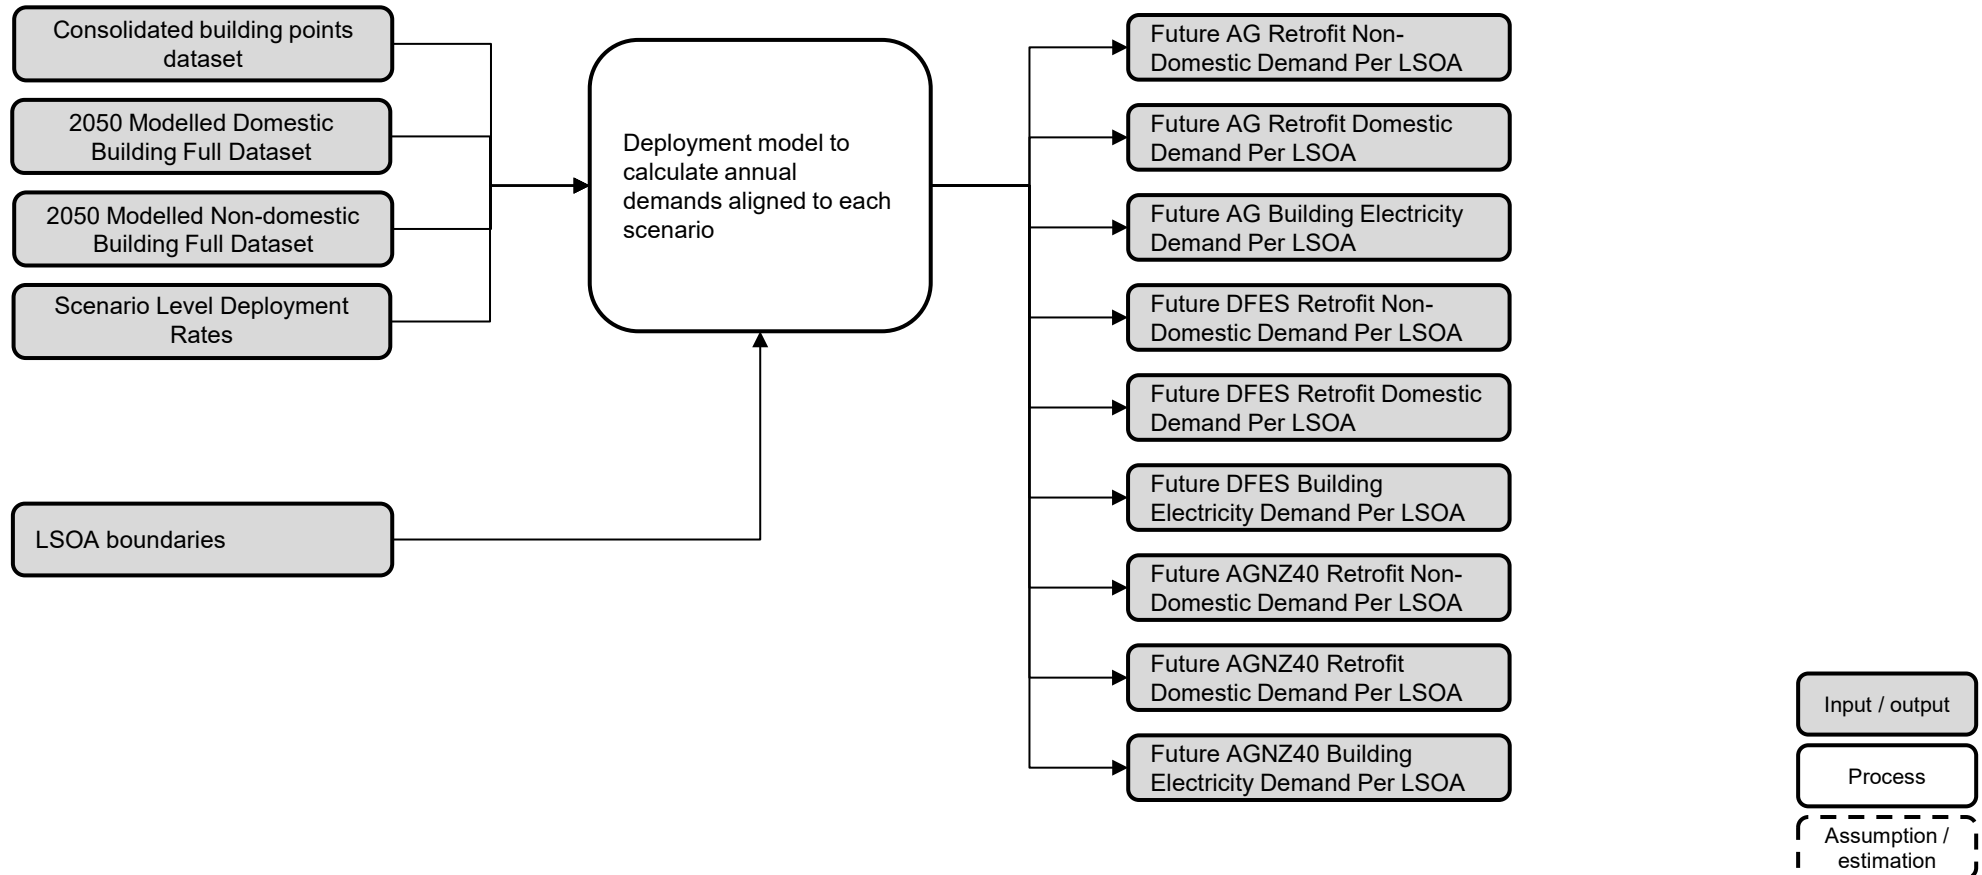 Consolidated building points
dataset
2050 Modelled Domestic
Building Full Dataset
2050 Modelled Non-domestic
Building Full Dataset
Scenario Level Deployment
Rates
LSOA boundaries
Deployment model to
calculate annual
demands aligned to each
scenario
Future AG Retrofit Non-
Domestic Demand Per LSOA
Future AG Retrofit Domestic
Demand Per LSOA
Future AG Building Electricity
Demand Per LSOA
Future DFES Retrofit Non-
Domestic Demand Per LSOA
Future DFES Retrofit Domestic
Demand Per LSOA
Future DFES Building
Electricity Demand Per LSOA
Future AGNZ40 Retrofit Non-
Domestic Demand Per LSOA
Future AGNZ40 Retrofit
Domestic Demand Per LSOA
Future AGNZ40 Building
Electricity Demand Per LSOA
Input / output
Process
Assumption /
estimation